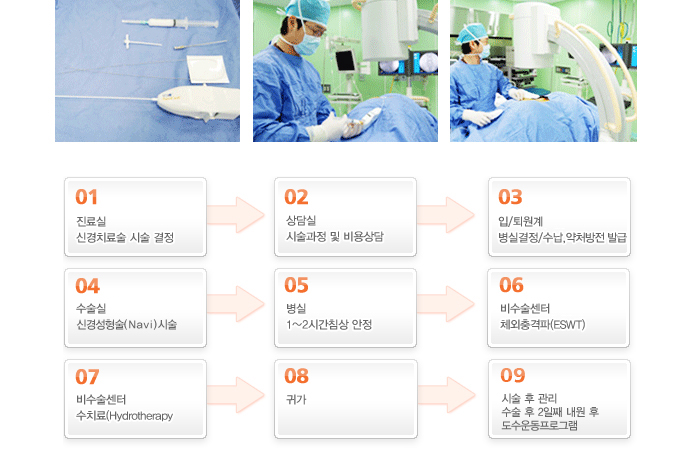 01
진료실
신경치료술 시술 결정
02
상담실
시술과정 및 비용상담
03
입/퇴원계
병실결정/수납,약처방전 발급
04
수술실
신경성형술(Navi)시술
05
병실
1~2시간침상 안정
06
비수술센터
체외충격파(ESWT)
07
비수술센터
수치료(Hydrotherapy
08
귀가
09
시술 후 관리
수술 후 2일째 내원 후
도수운동프로그램